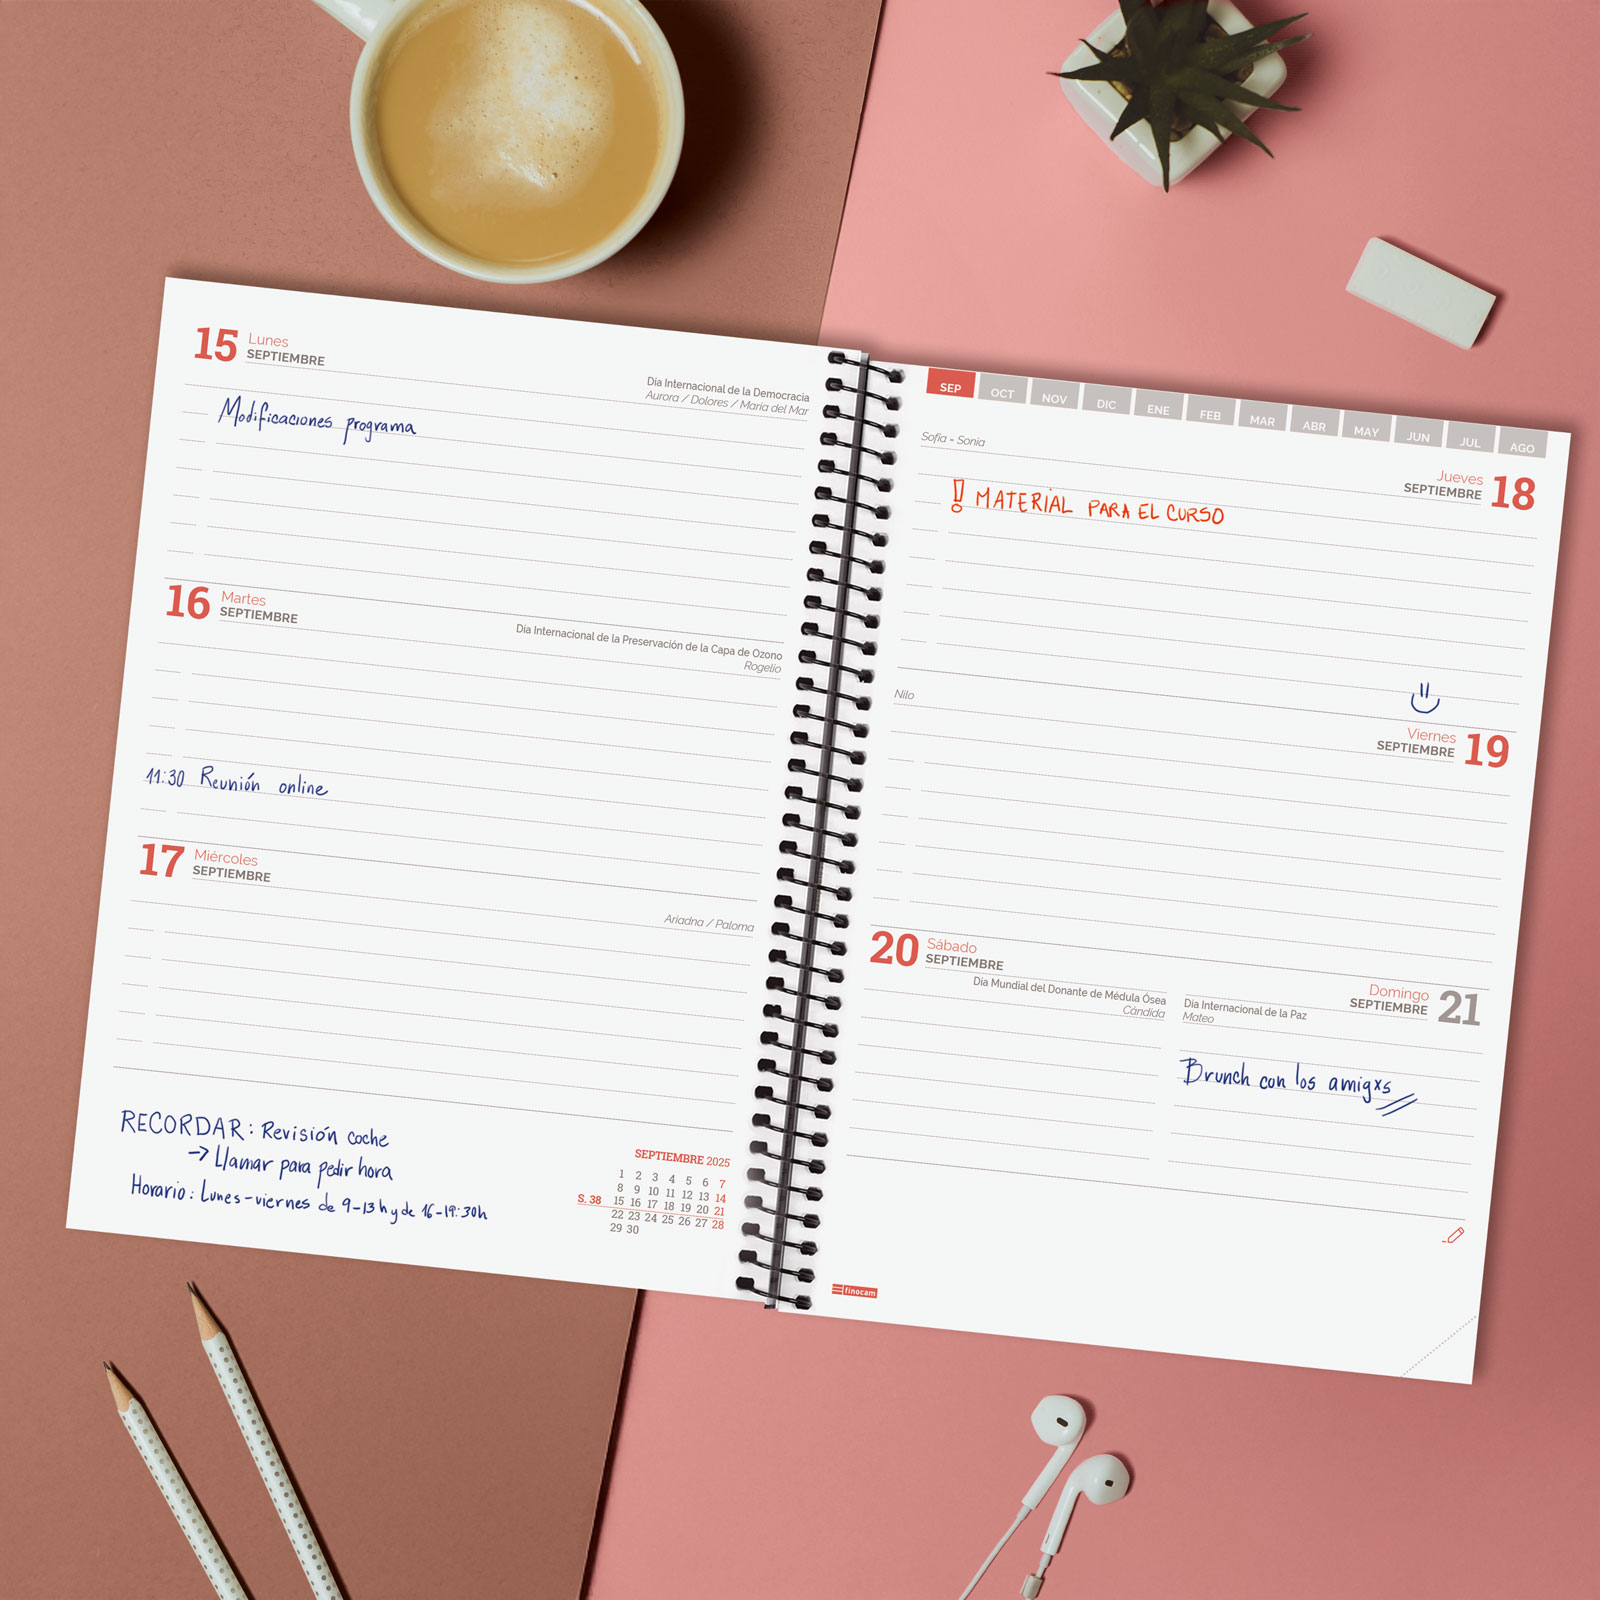 15 Lunes
SEPTIEMBRE
Día Internacional de la Democracia
Aurora / Dolores / María del Mar
Modificaciones programa
16 Martes
SEPTIEMBRE
Día Internacional de la Preservación de la Capa de Ozono
Rogelio
11:30 Reunión online
17 Miércoles
SEPTIEMBRE
Ariadna / Paloma
RECORDAR: Revisión coche
→ Llamar para pedir hora
Horario: Lunes-viernes de 9-13h y de 16-19:30h
SEPTIEMBRE 2025
1 2 3 4 5 6 7
8 9 10 11 12 13 14
S. 38 15 16 17 18 19 20 21
22 23 24 25 26 27 28
29 30
SEP OCT NOV DIC ENE FEB MAR ABR MAY JUN JUL AGO
Sofía - Sonia
Jueves 18
SEPTIEMBRE
! MATERIAL PARA EL CURSO
Nilo
Viernes 19
SEPTIEMBRE
20 Sábado
SEPTIEMBRE
Día Mundial del Donante de Médula Ósea
Cándida
Domingo 21
SEPTIEMBRE
Día Internacional de la Paz
Mateo
Brunch con los amigxs
finocam